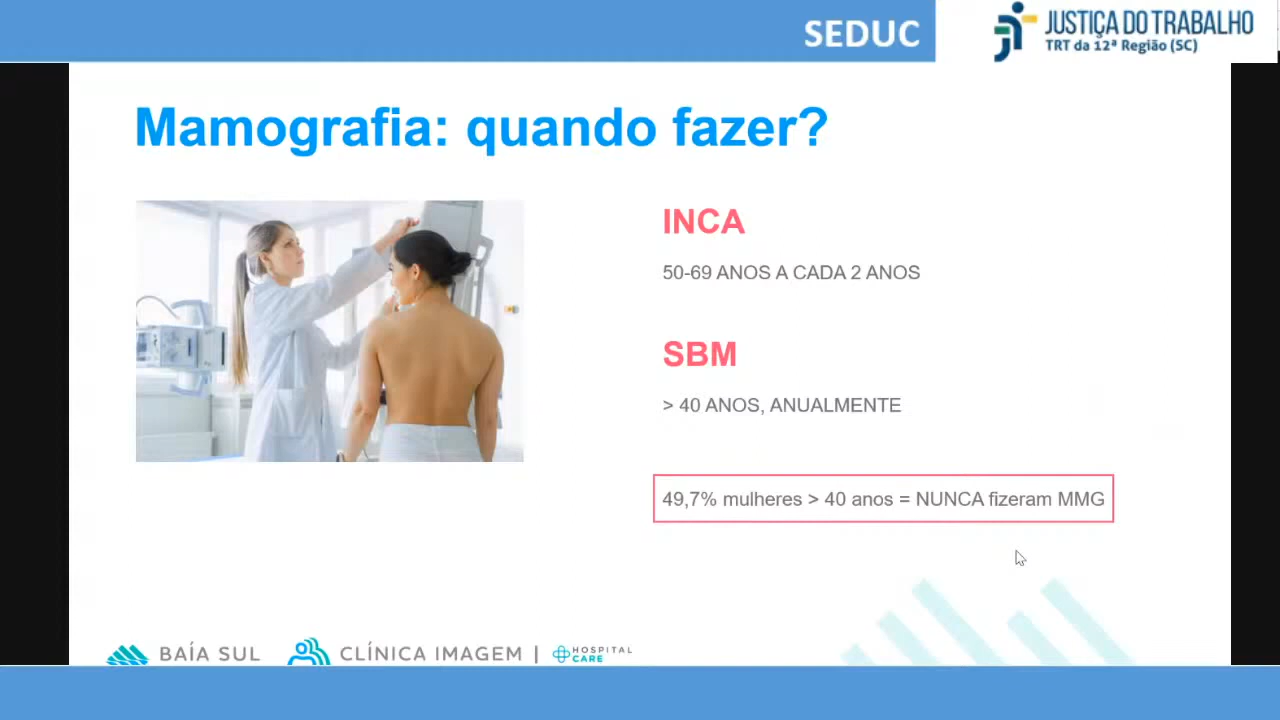 SEDUC
JUSTIÇA DO TRABALHO
TRT da 12ª Região (SC)
Mamografia: quando fazer?
INCA
50-69 ANOS A CADA 2 ANOS
SBM
> 40 ANOS, ANUALMENTE
49,7% mulheres > 40 anos = NUNCA fizeram MMG
BAÍA SUL
CLÍNICA IMAGEM |
HOSPITAL
CARE